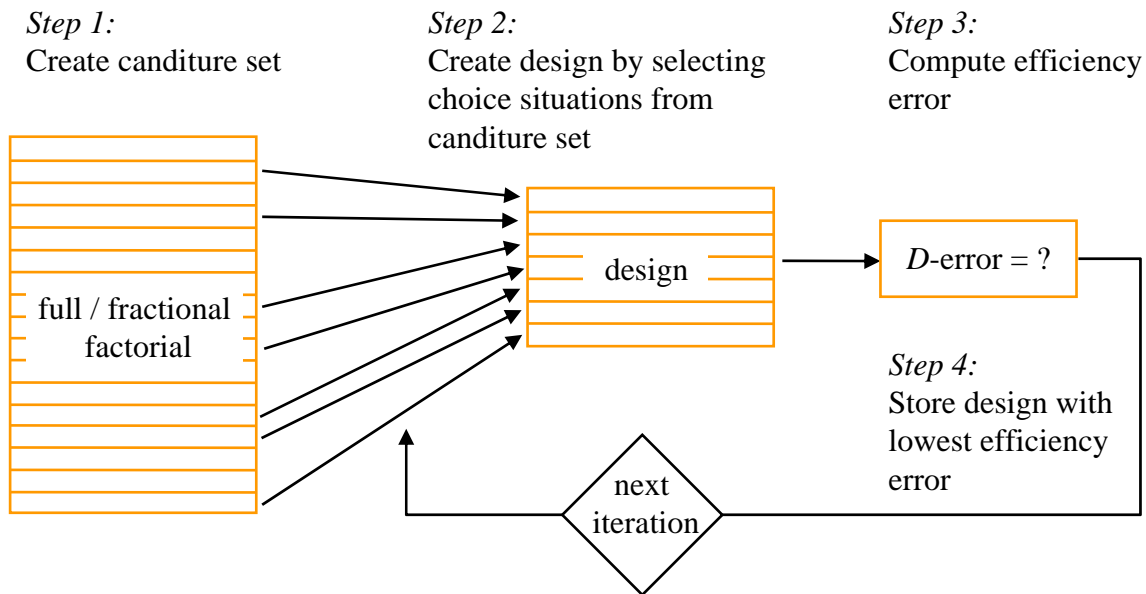 Step 1:
Create canditure set
Step 2:
Create design by selecting
choice situations from
canditure set
Step 3:
Compute efficiency
error
full / fractional
factorial
design
D-error = ?
Step 4:
Store design with
lowest efficiency
error
next
iteration